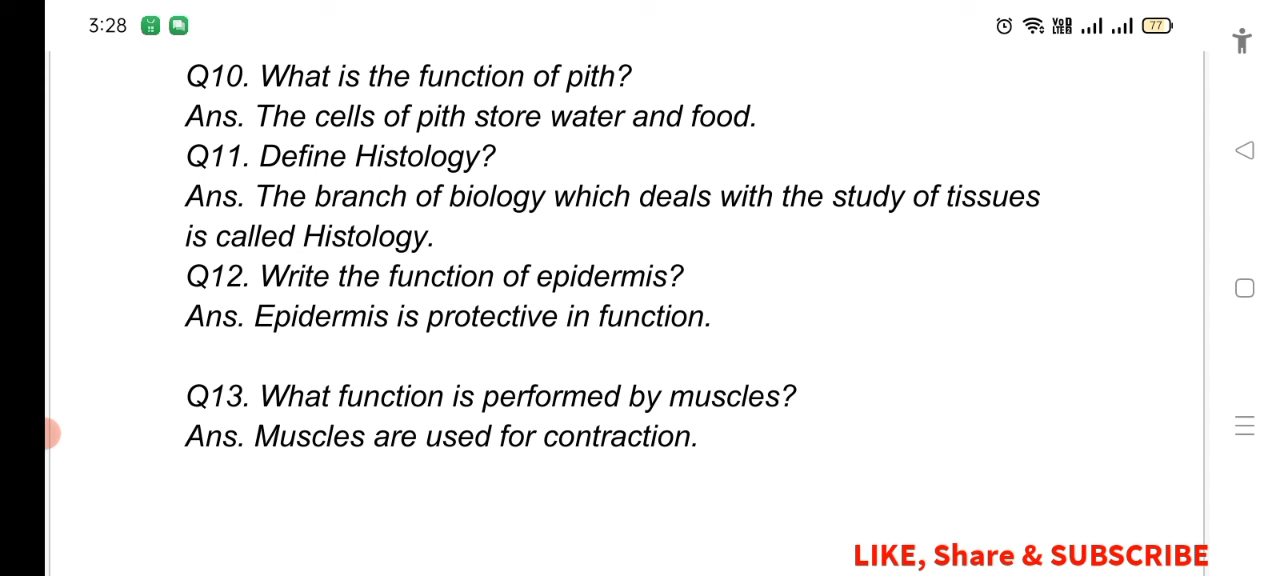 3:28
VoD
LTE B
77
Q10. What is the function of pith?
Ans. The cells of pith store water and food.
Q11. Define Histology?
Ans. The branch of biology which deals with the study of tissues
is called Histology.
Q12. Write the function of epidermis?
Ans. Epidermis is protective in function.
Q13. What function is performed by muscles?
Ans. Muscles are used for contraction.
LIKE, Share & SUBSCRIBE